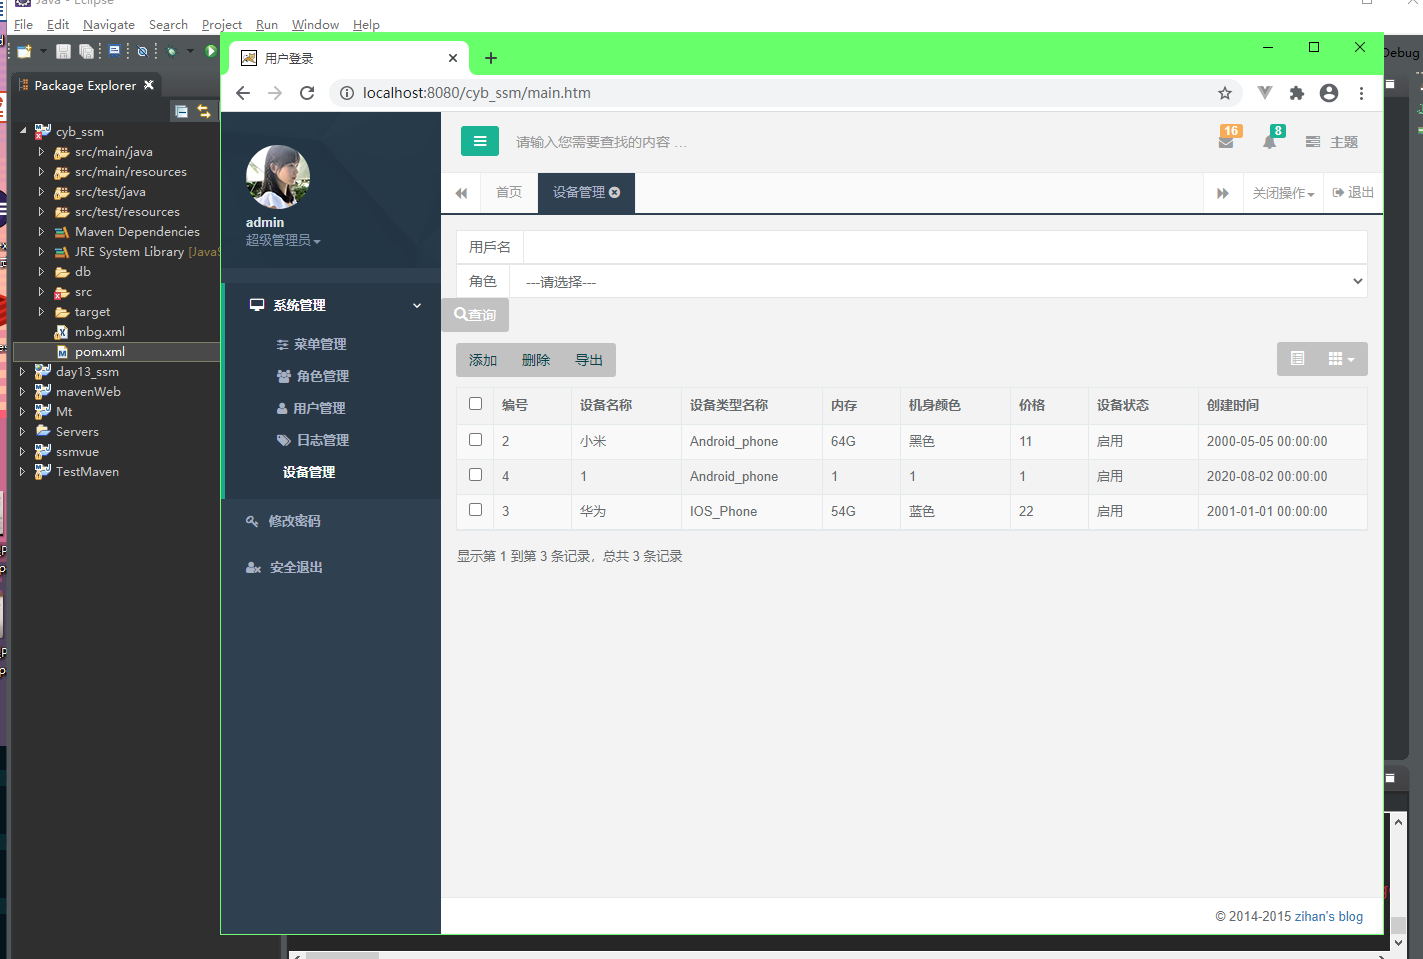 Java - Eclipse
File Edit Navigate Search Project Run Window Help
Debug
Package Explorer
cyb_ssm
src/main/java
src/main/resources
src/test/java
src/test/resources
Maven Dependencies
JRE System Library [JavaS
db
src
target
mbg.xml
pom.xml
day13_ssm
mavenWeb
Mt
Servers
ssmvue
TestMaven
用户登录
localhost:8080/cyb_ssm/main.htm
admin
超级管理员
系统管理
菜单管理
角色管理
用户管理
日志管理
设备管理
修改密码
安全退出
请输入您需要查找的内容 …
16
8
主题
首页
设备管理
关闭操作
退出
用戶名
角色
---请选择---
查询
添加 删除 导出
编号 设备名称 设备类型名称 内存 机身颜色 价格 设备状态 创建时间
2 小米 Android_phone 64G 黑色 11 启用 2000-05-05 00:00:00
4 1 Android_phone 1 1 1 启用 2020-08-02 00:00:00
3 华为 IOS_Phone 54G 蓝色 22 启用 2001-01-01 00:00:00
显示第 1 到第 3 条记录，总共 3 条记录
© 2014-2015 zihan's blog